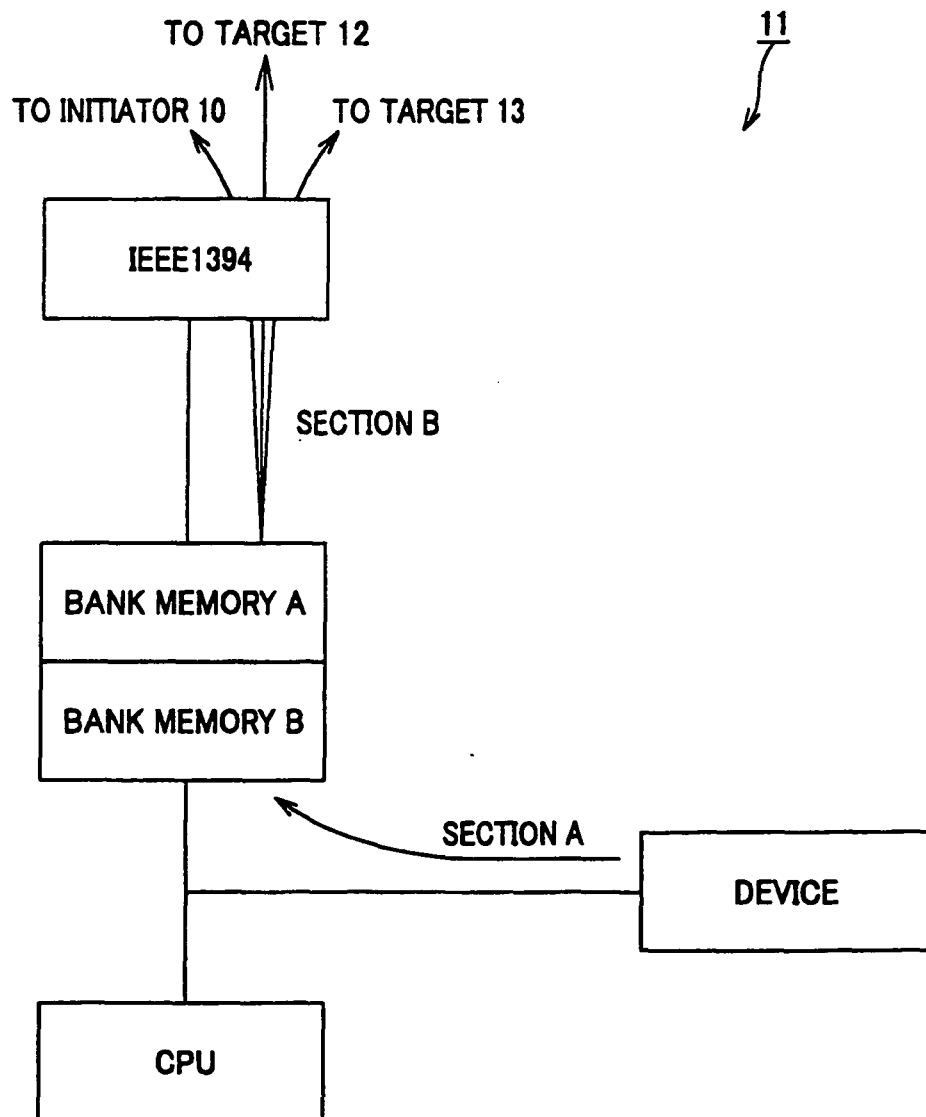 TO TARGET 12
11
TO INITIATOR 10
TO TARGET 13
IEEE1394
SECTION B
BANK MEMORY A
BANK MEMORY B
SECTION A
DEVICE
CPU